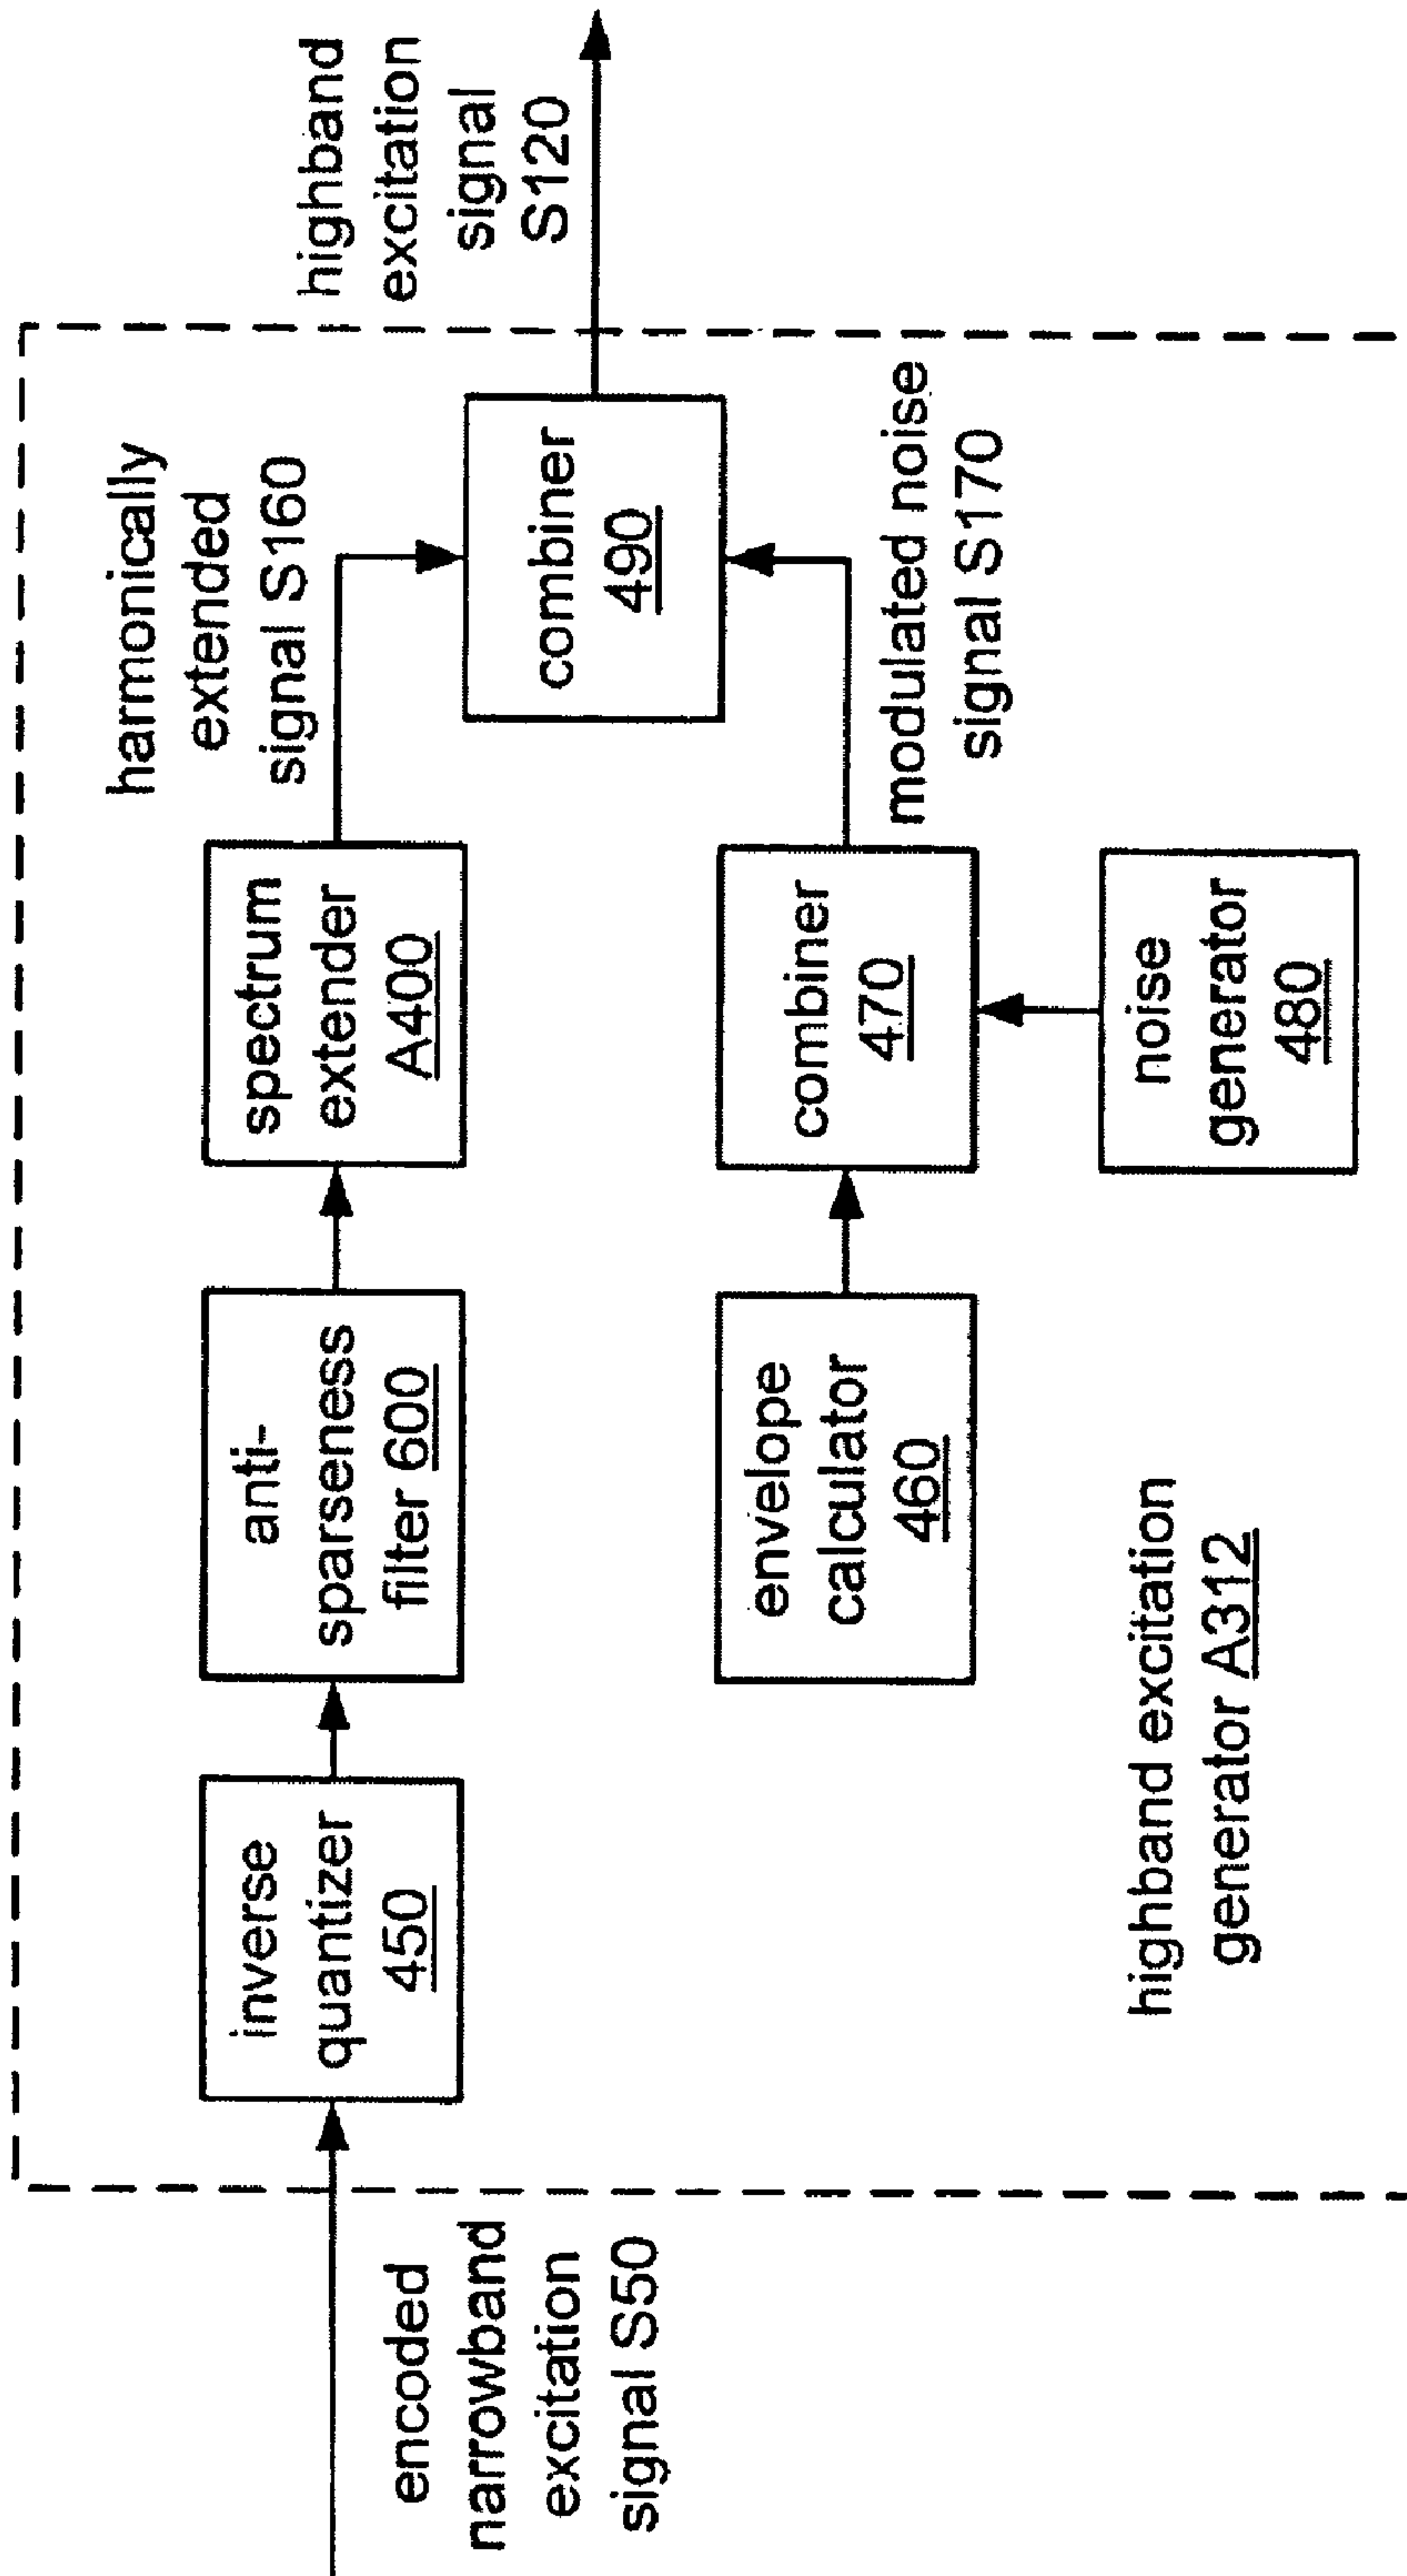 encoded
narrowband
excitation
signal S50
inverse
quantizer
450
anti-
sparseness
filter 600
spectrum
extender
A400
harmonically
extended
signal S160
envelope
calculator
460
combiner
470
noise
generator
480
modulated noise
signal S170
combiner
490
highband
excitation
signal
S120
highband excitation
generator A312